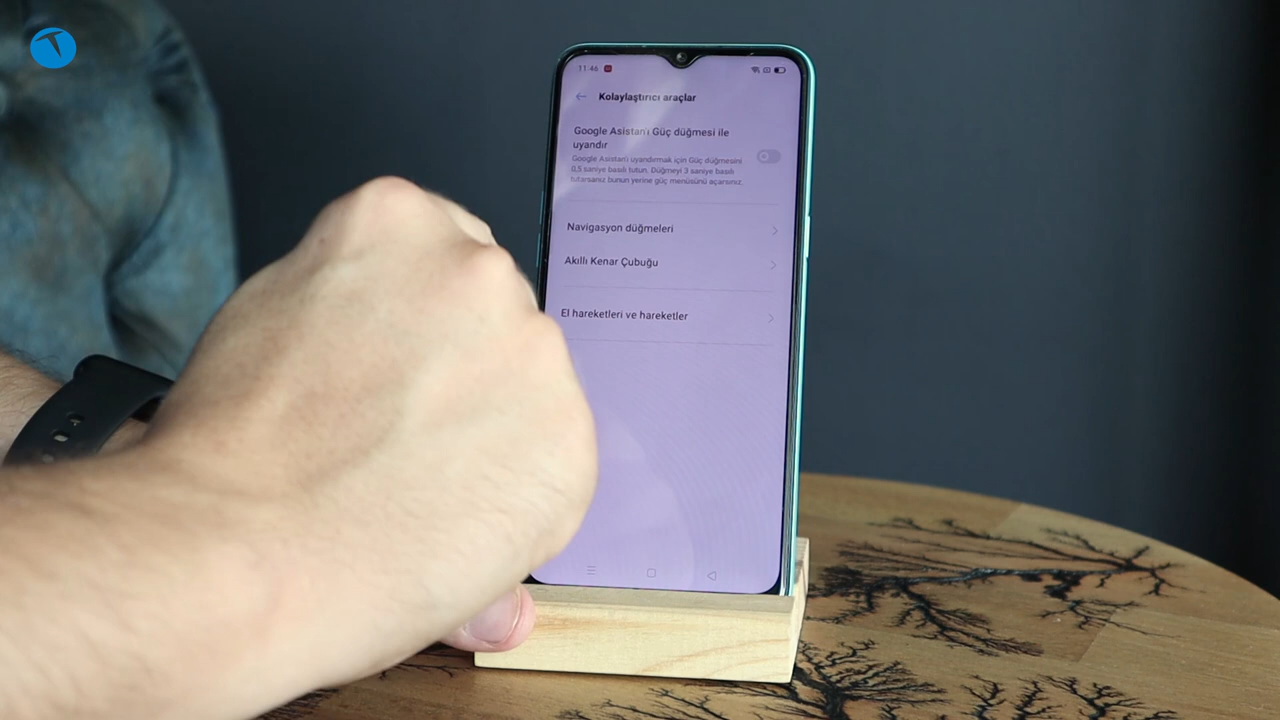 11.46
Kolaylaştırıcı araçlar
Google Asistan'ı Güç düğmesi ile
uyandır
Google Asistan'ı uyandırmak için Güç düğmesini
0,5 saniye basılı tutun. Düğmeyi 3 saniye basılı
tutarsanız bunun yerine güç menüsünü açarsınız.
Navigasyon düğmeleri
Akıllı Kenar Çubuğu
El hareketleri ve hareketler